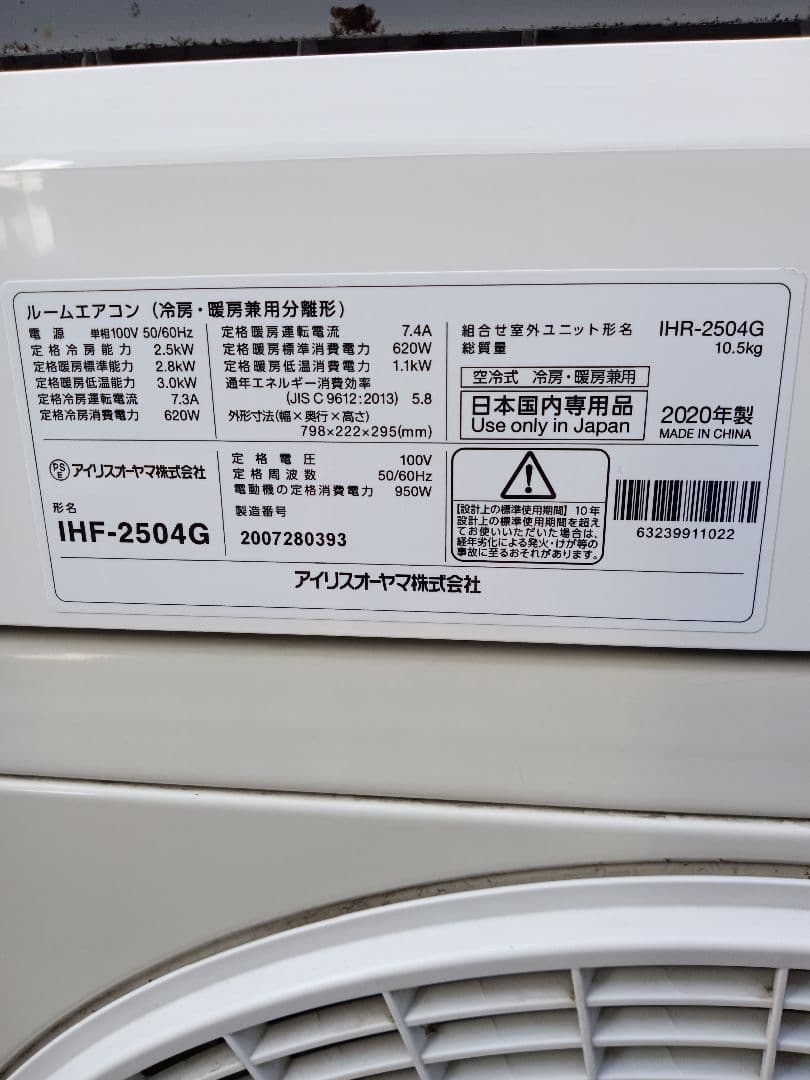 ルームエアコン（冷房・暖房兼用分離形）
電源 単相100V 50/60Hz
定格冷房能力 2.5kW
定格暖房標準能力 2.8kW
定格暖房低温能力 3.0kW
定格冷房運転電流 7.3A
定格冷房消費電力 620W
定格暖房運転電流 7.4A
定格暖房標準消費電力 620W
定格暖房低温消費電力 1.1kW
通年エネルギー消費効率
(JIS C 9612:2013) 5.8
外形寸法(幅×奥行×高さ)
798×222×295(mm)
組合せ室外ユニット形名 IHR-2504G
総質量 10.5kg
空冷式 冷房・暖房兼用
日本国内専用品
Use only in Japan
2020年製
MADE IN CHINA
PSE アイリスオーヤマ株式会社
形名
IHF-2504G
定格電圧 100V
定格周波数 50/60Hz
電動機の定格消費電力 950W
製造番号
2007280393
【設計上の標準使用期間】10年
設計上の標準使用期間を超え
てお使いいただいた場合は、
経年劣化による発火・けが等の
事故に至るおそれがあります。
63239911022
アイリスオーヤマ株式会社